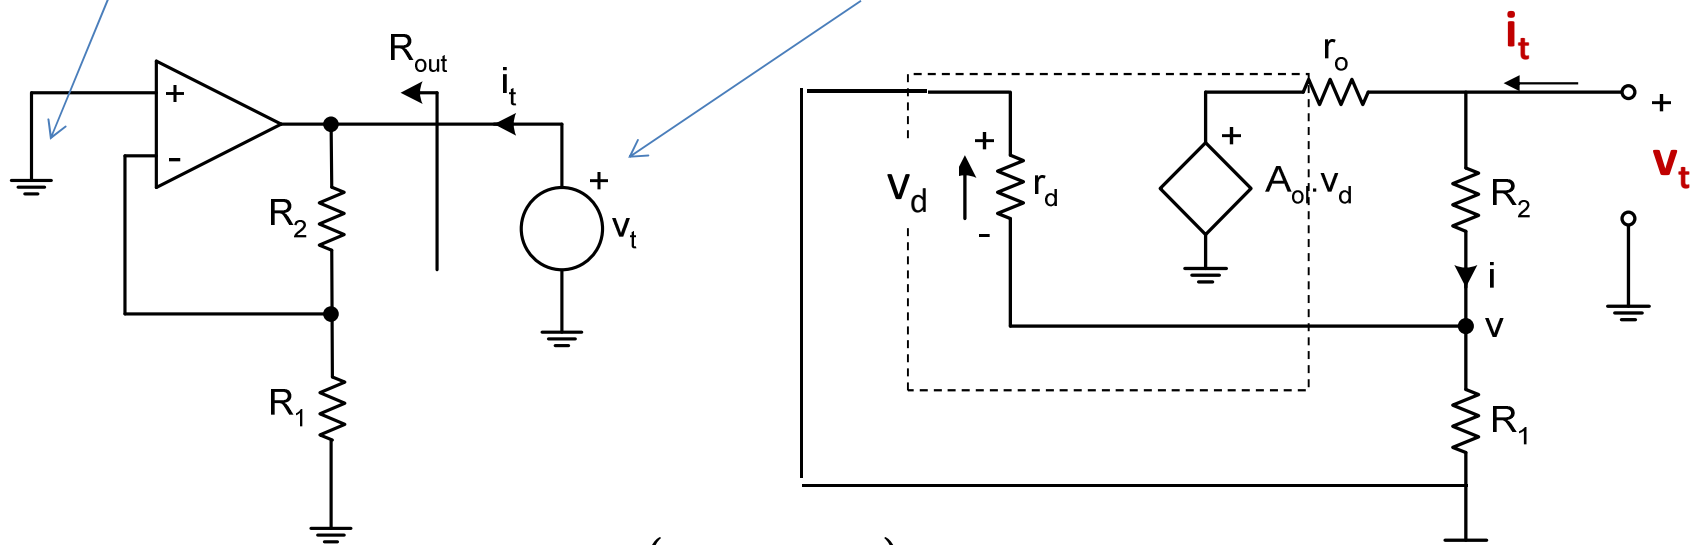 +
-
R2
R1
Rout
it
+
vt
vd
+
-
rd
+
Aol.vd
ro
it
R2
i
v
R1
+
vt
( )